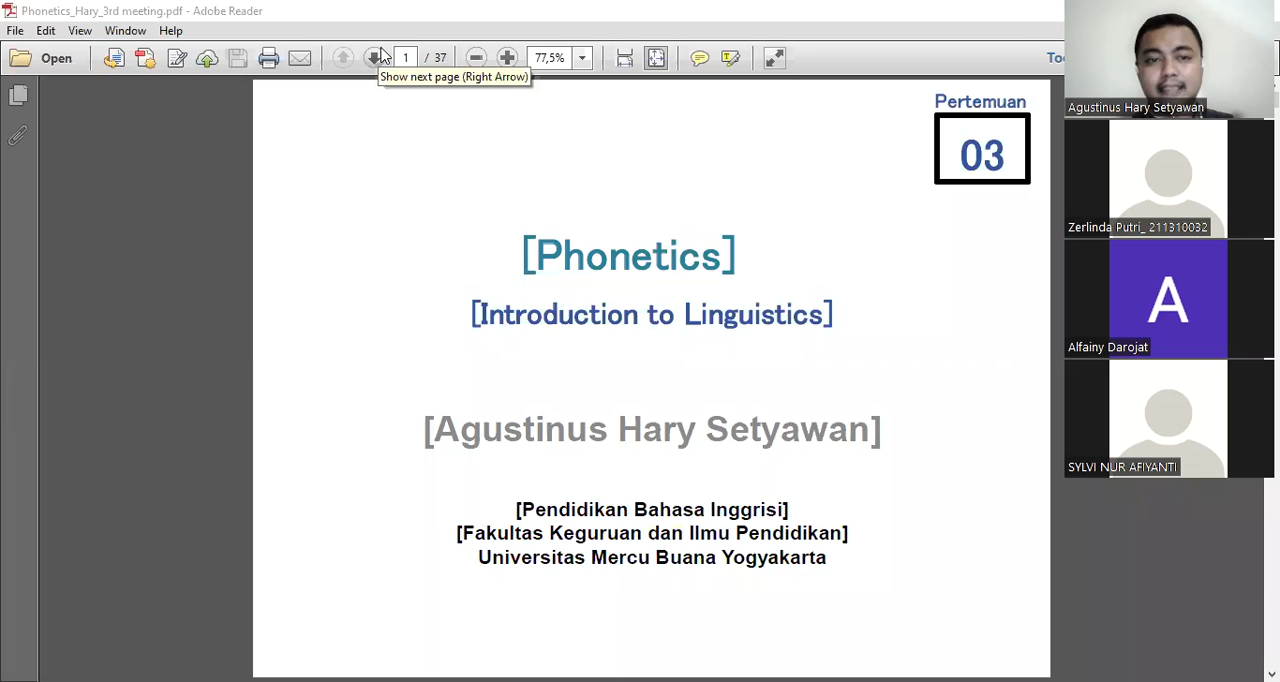 Phonetics_Hary_3rd meeting.pdf - Adobe Reader
File Edit View Window Help
Open
1 / 37
77,5%
Show next page (Right Arrow)
Pertemuan
03
[Phonetics]
[Introduction to Linguistics]
[Agustinus Hary Setyawan]
[Pendidikan Bahasa Inggrisi]
[Fakultas Keguruan dan Ilmu Pendidikan]
Universitas Mercu Buana Yogyakarta
Agustinus Hary Setyawan
Zerlinda Putri_ 211310032
A
Alfainy Darojat
SYLVI NUR AFIYANTI